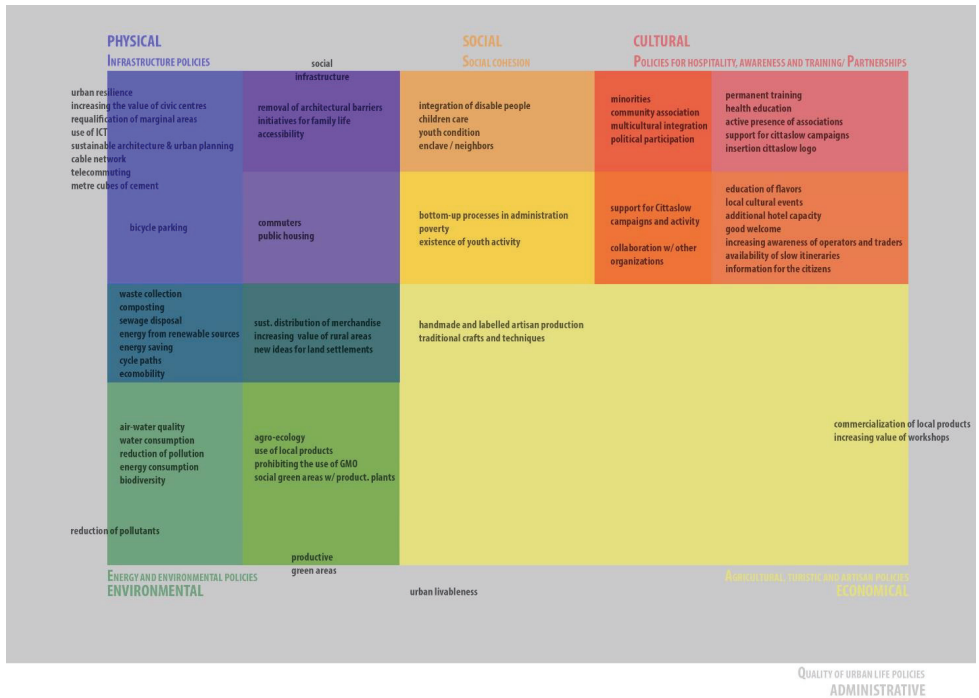 PHYSICAL
INFRASTRUCTURE POLICIES
SOCIAL
SOCIAL COHESION
CULTURAL
POLICIES FOR HOSPITALITY, AWARENESS AND TRAINING/ PARTNERSHIPS
social
infrastructure
urban resilience
increasing the value of civic centres
requalification of marginal areas
use of ICT
sustainable architecture & urban planning
cable network
telecommuting
metre cubes of cement
removal of architectural barriers
initiatives for family life
accessibility
integration of disable people
children care
youth condition
enclave / neighbors
minorities
community association
multicultural integration
political participation
permanent training
health education
active presence of associations
support for cittaslow campaigns
insertion cittaslow logo
bicycle parking
commuters
public housing
bottom-up processes in administration
poverty
existence of youth activity
support for Cittaslow
campaigns and activity
collaboration w/ other
organizations
education of flavors
local cultural events
additional hotel capacity
good welcome
increasing awareness of operators and traders
availability of slow itineraries
information for the citizens
waste collection
composting
sewage disposal
energy from renewable sources
energy saving
cycle paths
ecomobility
sust. distribution of merchandise
increasing value of rural areas
new ideas for land settlements
handmade and labelled artisan production
traditional crafts and techniques
air-water quality
water consumption
reduction of pollution
energy consumption
biodiversity
agro-ecology
use of local products
prohibiting the use of GMO
social green areas w/ product. plants
commercialization of local products
increasing value of workshops
reduction of pollutants
productive
green areas
ENERGY AND ENVIRONMENTAL POLICIES
ENVIRONMENTAL
urban livableness
AGRICULTURAL, TURISTIC AND ARTISAN POLICIES
ECONOMICAL
QUALITY OF URBAN LIFE POLICIES
ADMINISTRATIVE